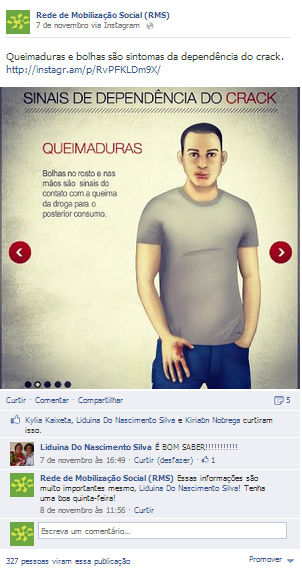 Rede de Mobilização Social (RMS)
7 de novembro via Instagram
Queimaduras e bolhas são sintomas da dependência do crack.
http://instagr.am/p/RvPFKLDm9X/
SINAIS DE DEPENDÊNCIA DO CRACK
QUEIMADURAS
Bolhas no rosto e nas
mãos são sinais do
contato com a queima
da droga para o
posterior consumo.
Curtir · Comentar · Compartilhar 5
Kyllia Kaixeta, Liduina Do Nascimento Silva e Kiriaön Nobrega curtiram
isso.
Liduina Do Nascimento Silva É BOM SABER!!!!!!!!!!!
7 de novembro às 16:49 · Curtir (desfazer) · 1
Rede de Mobilização Social (RMS) Essas informações são
muito importantes mesmo, Liduina Do Nascimento Silva! Tenha
uma boa quinta-feira!
8 de novembro às 11:56 · Curtir
Escreva um comentário...
327 pessoas viram essa publicação Promover